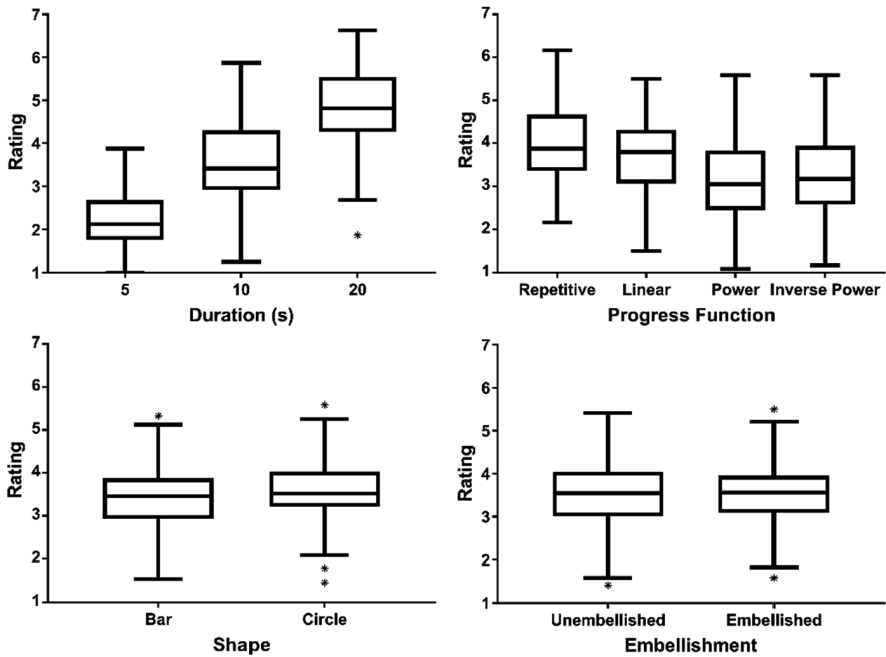 7
6
5
4
3
2
1
Rating
5 10 20
Duration (s)
7
6
5
4
3
2
1
Rating
Repetitive Linear Power Inverse Power
Progress Function
7
6
5
4
3
2
1
Rating
Bar Circle
Shape
7
6
5
4
3
2
1
Rating
Unembellished Embellished
Embellishment